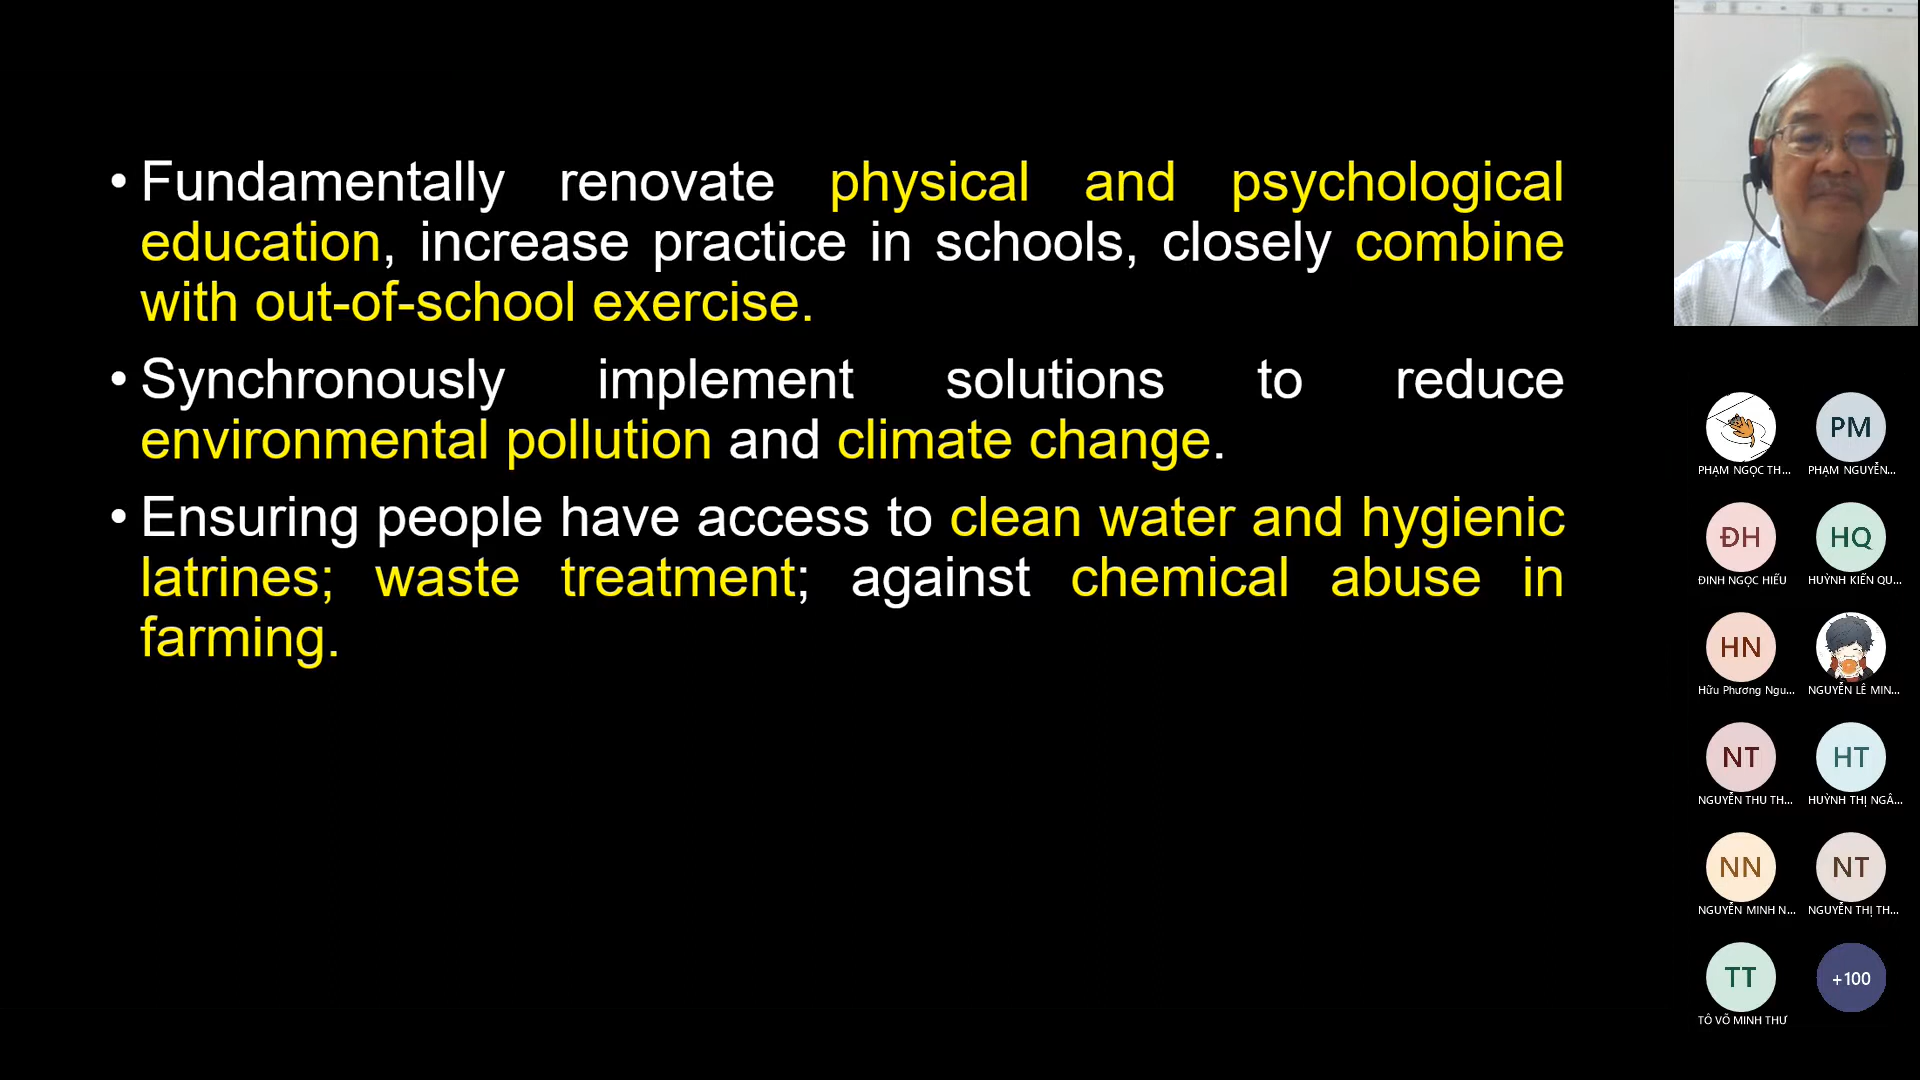 • Fundamentally renovate physical and psychological
education, increase practice in schools, closely combine
with out-of-school exercise.
• Synchronously implement solutions to reduce
environmental pollution and climate change.
• Ensuring people have access to clean water and hygienic
latrines; waste treatment; against chemical abuse in
farming.
PHẠM NGỌC TH...
PM
PHẠM NGUYỄN...
ĐH
ĐINH NGỌC HIẾU
HQ
HUỲNH KIẾN QU...
HN
Hữu Phương Ngu...
NGUYỄN LÊ MIN...
NT
NGUYỄN THU TH...
HT
HUỲNH THỊ NGÂ...
NN
NGUYỄN MINH N...
NT
NGUYỄN THỊ TH...
TT
TÔ VÕ MINH THƯ
+100